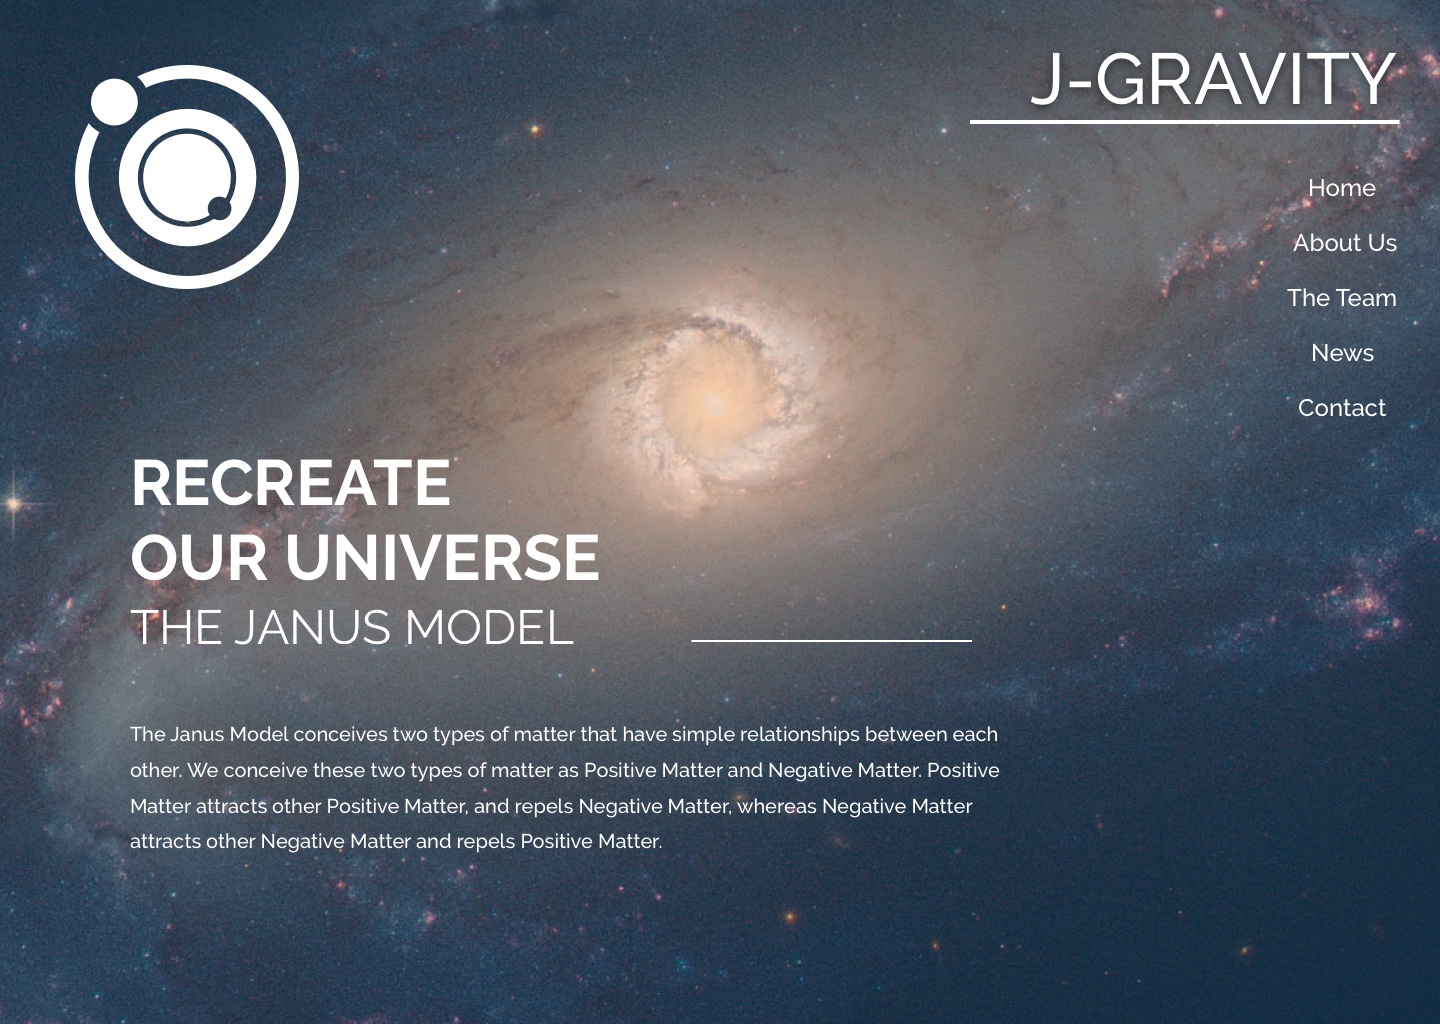 J-GRAVITY
Home
About Us
The Team
News
Contact
RECREATE
OUR UNIVERSE
THE JANUS MODEL
The Janus Model conceives two types of matter that have simple relationships between each
other. We conceive these two types of matter as Positive Matter and Negative Matter. Positive
Matter attracts other Positive Matter, and repels Negative Matter, whereas Negative Matter
attracts other Negative Matter and repels Positive Matter.